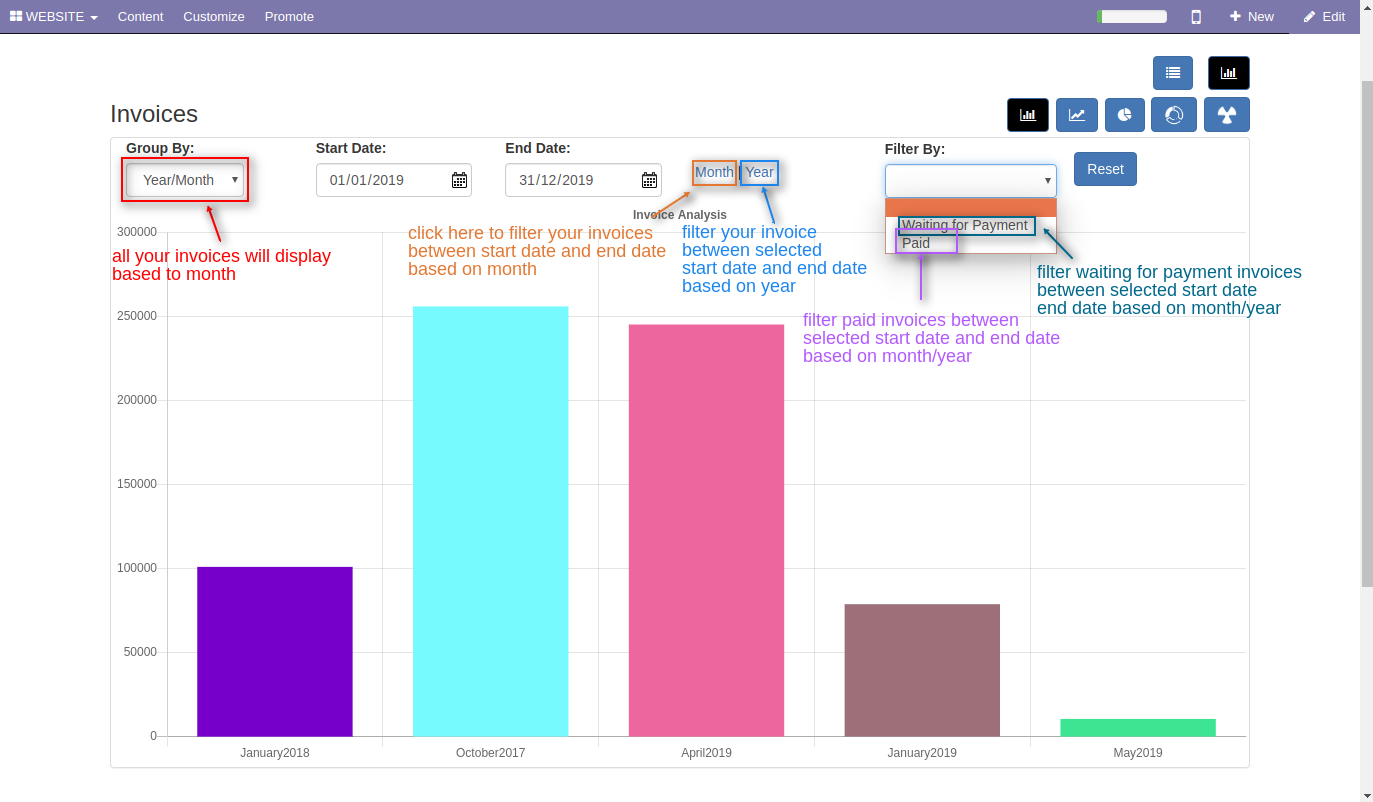 WEBSITE Content Customize Promote New Edit
Invoices
Group By: Start Date: End Date: Filter By:
Year/Month 01/01/2019 31/12/2019 Month Year Reset
Invoice Analysis
Waiting for Payment
Paid
all your invoices will display
based to month
click here to filter your invoices
between start date and end date
based on month
filter your invoice
between selected
start date and end date
based on year
filter waiting for payment invoices
between selected start date
end date based on month/year
filter paid invoices between
selected start date and end date
based on month/year
300000
250000
200000
150000
100000
50000
0
January2018 October2017 April2019 January2019 May2019